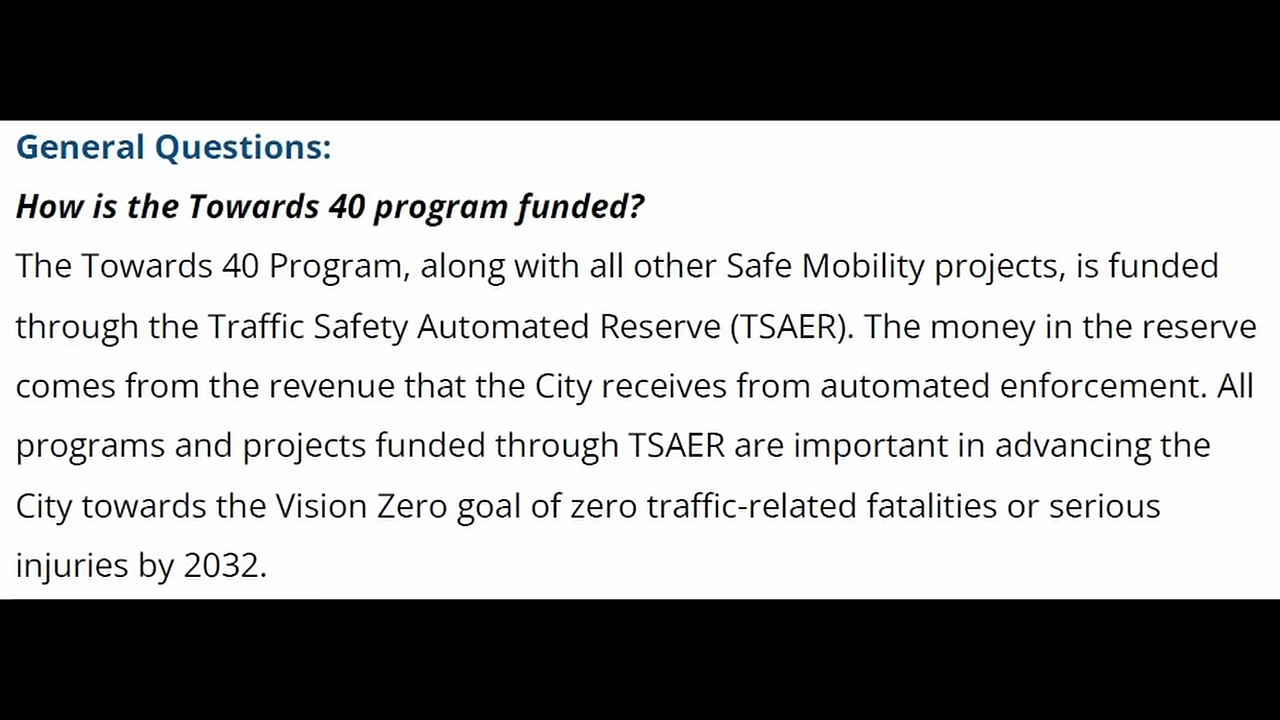 General Questions:
How is the Towards 40 program funded?
The Towards 40 Program, along with all other Safe Mobility projects, is funded
through the Traffic Safety Automated Reserve (TSAER). The money in the reserve
comes from the revenue that the City receives from automated enforcement. All
programs and projects funded through TSAER are important in advancing the
City towards the Vision Zero goal of zero traffic-related fatalities or serious
injuries by 2032.